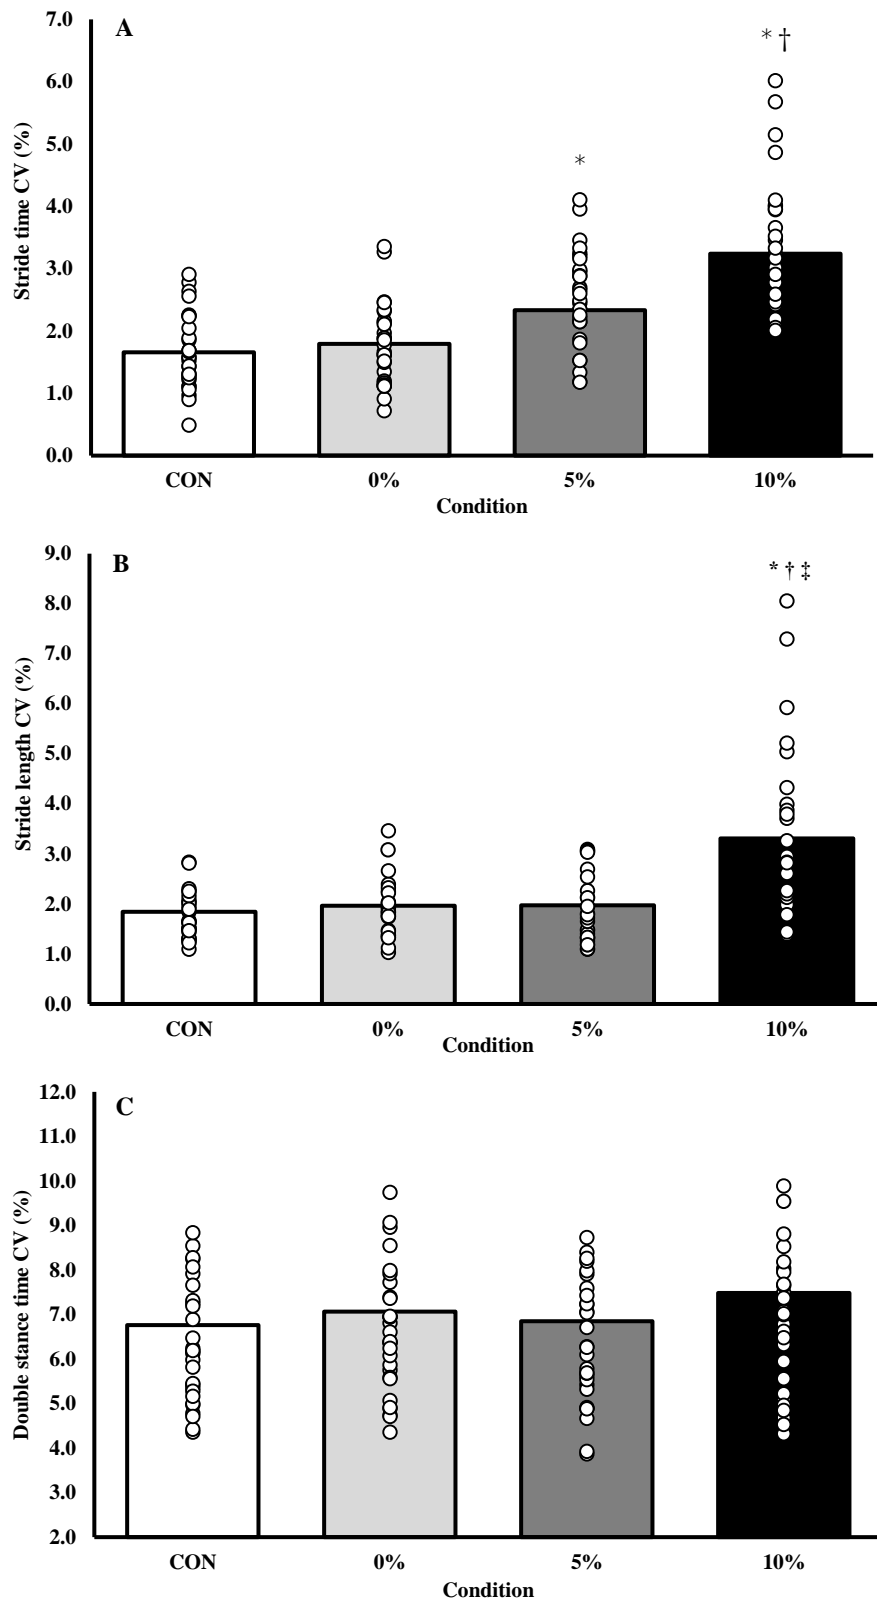 A
Stride time CV (%)
7.0
6.0
5.0
4.0
3.0
2.0
1.0
0.0
*
* †
CON 0% 5% 10%
Condition
B
Stride length CV (%)
9.0
8.0
7.0
6.0
5.0
4.0
3.0
2.0
1.0
0.0
* † ‡
CON 0% 5% 10%
Condition
C
Double stance time CV (%)
12.0
11.0
10.0
9.0
8.0
7.0
6.0
5.0
4.0
3.0
2.0
CON 0% 5% 10%
Condition